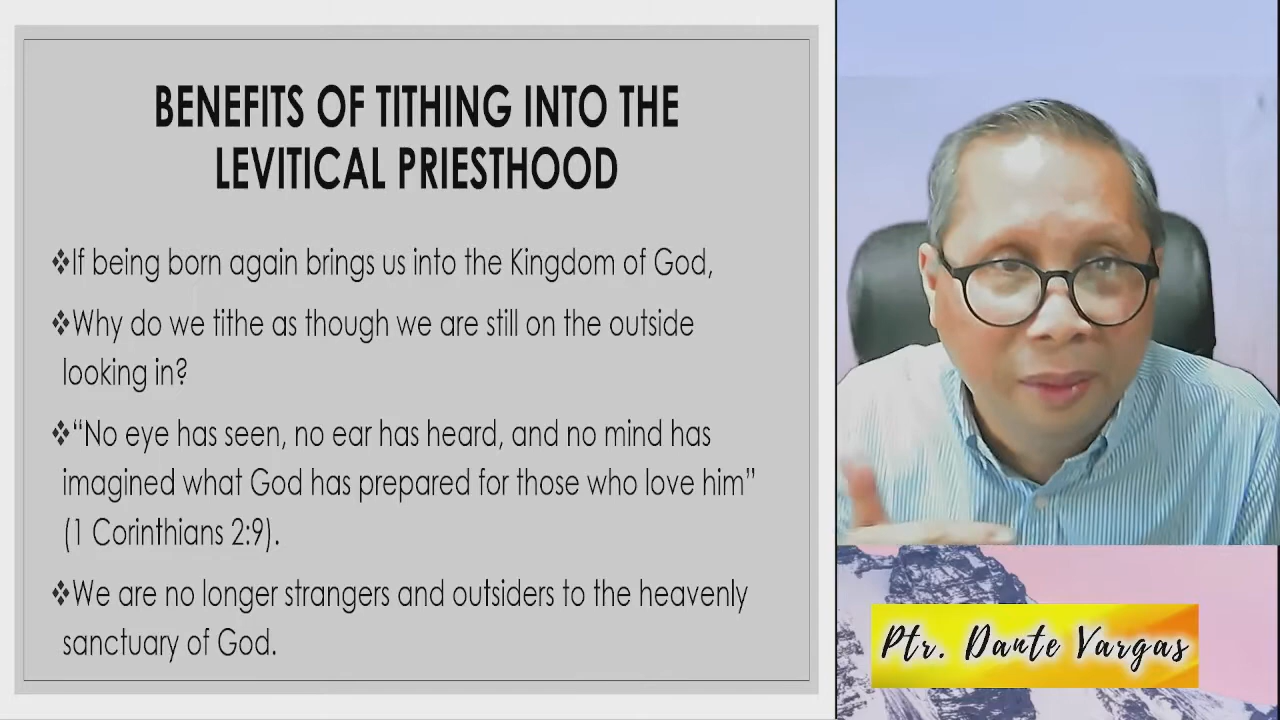 BENEFITS OF TITHING INTO THE
LEVITICAL PRIESTHOOD
❖If being born again brings us into the Kingdom of God,
❖Why do we tithe as though we are still on the outside
looking in?
❖“No eye has seen, no ear has heard, and no mind has
imagined what God has prepared for those who love him”
(1 Corinthians 2:9).
❖We are no longer strangers and outsiders to the heavenly
sanctuary of God.
Ptr. Dante Vargas